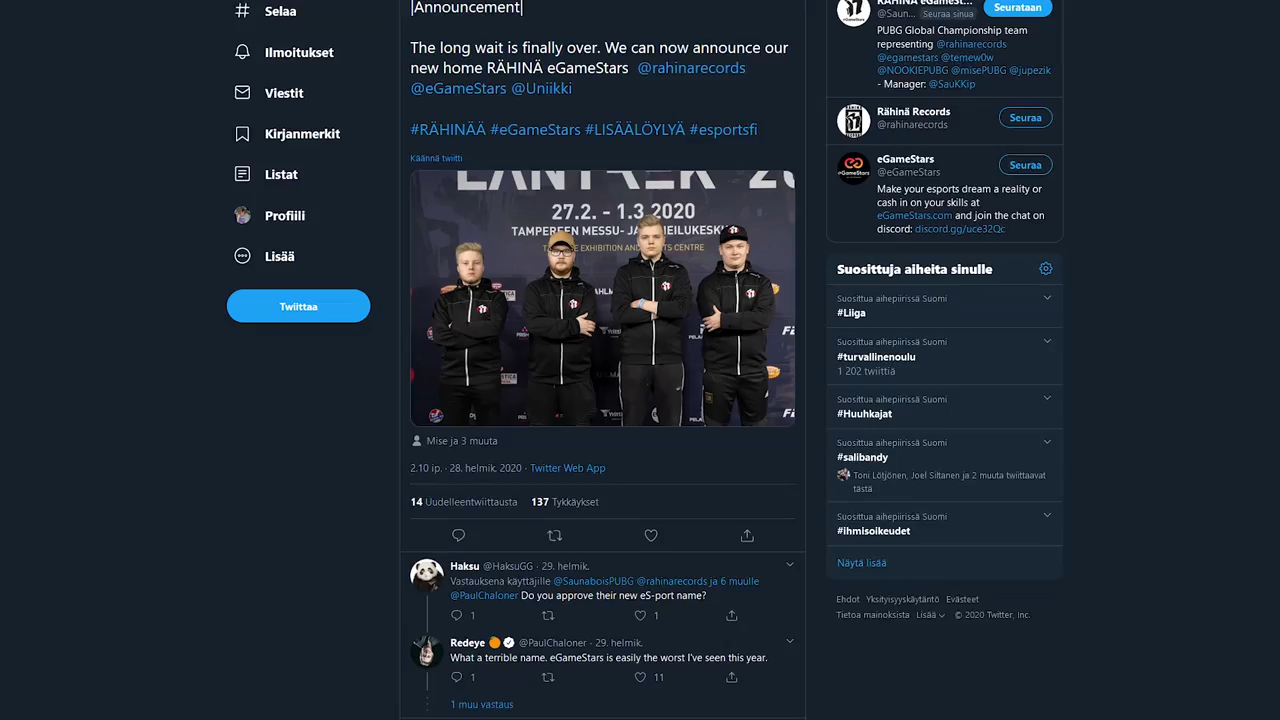 Selaa
Ilmoitukset
Viestit
Kirjanmerkit
Listat
Profiili
Lisää
Twiittaa
|Announcement|
The long wait is finally over. We can now announce our
new home RÄHINÄ eGameStars @rahinarecords
@eGameStars @Uniikki
#RÄHINÄÄ #eGameStars #LISÄÄLÖYLYÄ #esportsfi
Käännä twiitti
27.2. - 1.3.2020
Mise ja 3 muuta
2.10 ip. · 28. helmik. 2020 · Twitter Web App
14 Uudelleentwiittausta 137 Tykkäykset
Haksu @HaksuGG · 29. helmik.
Vastauksena käyttäjille @SaunaboisPUBG @rahinarecords ja 6 muulle
@PaulChaloner Do you approve their new eS-port name?
1 1
Redeye @PaulChaloner · 29. helmik.
What a terrible name. eGameStars is easily the worst I've seen this year.
1 11
1 muu vastaus
RÄHINÄ eGameSt...
@Saun... Seuraa sinua
Seurataan
PUBG Global Championship team
representing @rahinarecords
@egamestars @temew0w
@NOOKIEPUBG @misePUBG @jupezik
- Manager: @SauKKip
Rähinä Records
@rahinarecords
Seuraa
eGameStars
@eGameStars
Seuraa
Make your esports dream a reality or
cash in on your skills at
eGameStars.com and join the chat on
discord: discord.gg/uce32Qc
Suosittuja aiheita sinulle
Suosittua aihepiirissä Suomi
#Liiga
Suosittua aihepiirissä Suomi
#turvallinenoulu
1 202 twiittiä
Suosittua aihepiirissä Suomi
#Huuhkajat
Suosittua aihepiirissä Suomi
#salibandy
Toni Lötjönen, Joel Siltanen ja 2 muuta twiittaavat
tästä
Suosittua aihepiirissä Suomi
#ihmisoikeudet
Näytä lisää
Ehdot Yksityisyyskäytäntö Evästeet
Tietoa mainoksista Lisää © 2020 Twitter, Inc.